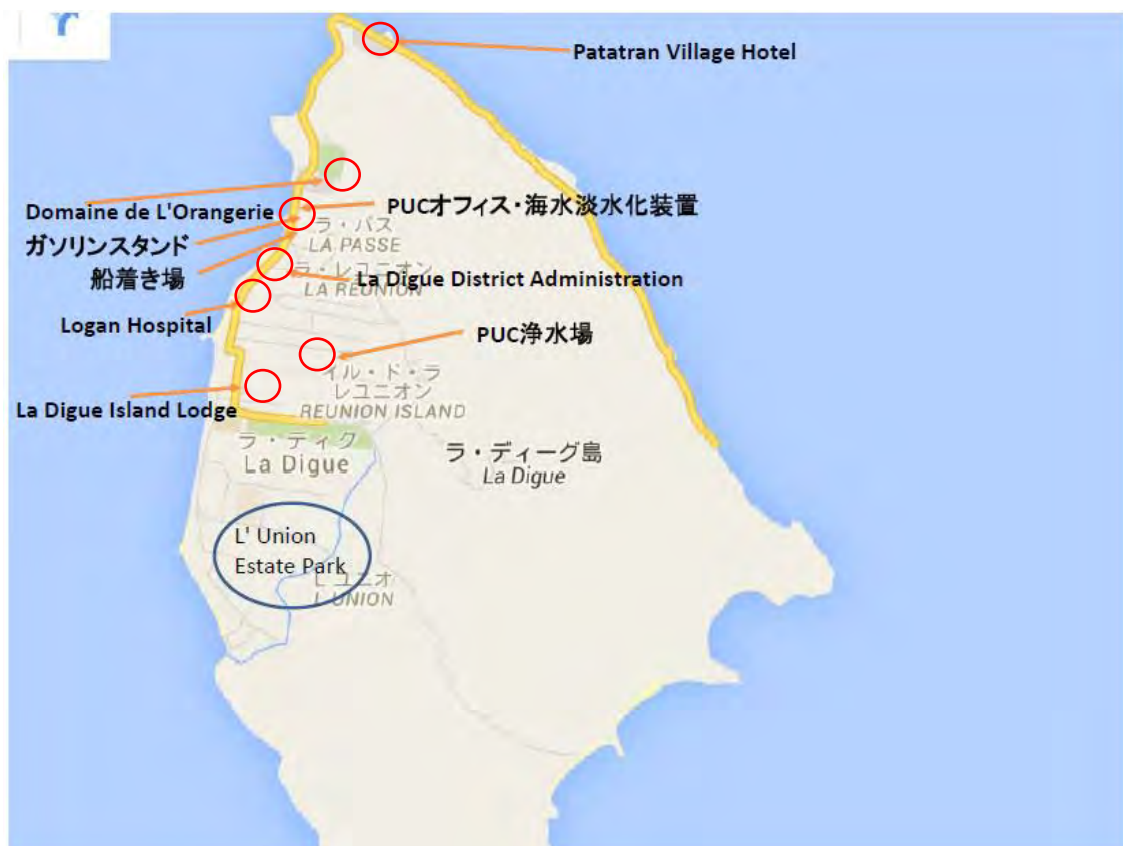 Patatran Village Hotel
Domaine de L'Orangerie
PUCオフィス・海水淡水化装置
ガソリンスタンド
ラ・パス
LA PASSE
船着き場
ラ・レユニオン
LA REUNION
La Digue District Administration
Logan Hospital
PUC浄水場
イル・ド・ラ
レユニオン
REUNION ISLAND
La Digue Island Lodge
ラ・ディグ
La Digue
ラ・ディーグ島
La Digue
L' Union
Estate Park
L'UNION